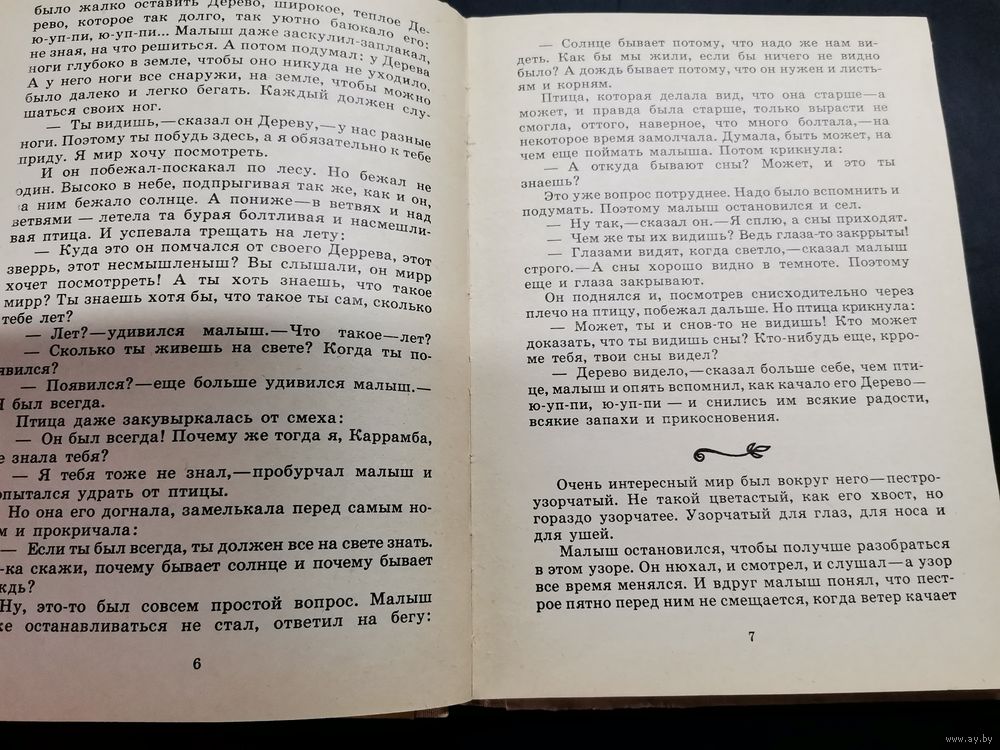 было жалко оставить Дерево, широкое, теплое Де-
рево, которое так долго, так уютно баюкало его:
ю-уп-пи, ю-уп-пи... Малыш даже заскулил-заплакал,
не зная, на что решиться. А потом подумал: у Дерева
ноги глубоко в земле, чтобы оно никуда не уходило.
А у него ноги все снаружи, на земле, чтобы можно
было далеко и легко бегать. Каждый должен слу-
шаться своих ног.
— Ты видишь,—сказал он Дереву,—у нас разные
ноги. Поэтому ты побудь здесь, а я обязательно к тебе
приду. Я мир хочу посмотреть.
И он побежал-поскакал по лесу. Но бежал не
один. Высоко в небе, подпрыгивая так же, как и он,
за ним бежало солнце. А пониже—в ветвях и над
ветвями — летела та бурая болтливая и насмешли-
вая птица. И успевала трещать на лету:
— Куда это он помчался от своего Деррева, этот
зверрь, этот несмышленыш? Вы слышали, он мирр
хочет посмотрреть! А ты хоть знаешь, что такое
мирр? Ты знаешь хотя бы, что такое ты сам, сколько
тебе лет?
— Лет?—удивился малыш.—Что такое—лет?
— Сколько ты живешь на свете? Когда ты по-
явился?
— Появился?—еще больше удивился малыш.—
Я был всегда.
Птица даже закувыркалась от смеха:
— Он был всегда! Почему же тогда я, Каррамба,
не знала тебя?
— Я тебя тоже не знал,—пробурчал малыш и
попытался удрать от птицы.
Но она его догнала, замелькала перед самым но-
сом и прокричала:
— Если ты был всегда, ты должен все на свете знать.
-ка скажи, почему бывает солнце и почему бывает
дождь?
Ну, это-то был совсем простой вопрос. Малыш
же останавливаться не стал, ответил на бегу:
6
— Солнце бывает потому, что надо же нам ви-
деть. Как бы мы жили, если бы ничего не видно
было? А дождь бывает потому, что он нужен и листь-
ям и корням.
Птица, которая делала вид, что она старше—а
может, и правда была старше, только вырасти не
смогла, оттого, наверное, что много болтала,—на
некоторое время замолчала. Думала, быть может, на
чем еще поймать малыша. Потом крикнула:
— А откуда бывают сны? Может, и это ты
знаешь?
Это уже вопрос потруднее. Надо было вспомнить и
подумать. Поэтому малыш остановился и сел.
— Ну так,—сказал он.—Я сплю, а сны приходят.
— Чем же ты их видишь? Ведь глаза-то закррыты!
— Глазами видят, когда светло,—сказал малыш
строго.—А сны хорошо видно в темноте. Поэтому
еще и глаза закрывают.
Он поднялся и, посмотрев снисходительно через
плечо на птицу, побежал дальше. Но птица крикнула:
— Может, ты и снов-то не видишь! Кто может
доказать, что ты видишь сны? Кто-нибудь еще, крро-
ме тебя, твои сны видел?
— Дерево видело,—сказал больше себе, чем пти-
це, малыш и опять вспомнил, как качало его Дерево—
ю-уп-пи, ю-уп-пи — и снились им всякие радости,
всякие запахи и прикосновения.
Очень интересный мир был вокруг него—пестро-
узорчатый. Не такой цветастый, как его хвост, но
гораздо узорчатее. Узорчатый для глаз, для носа и
для ушей.
Малыш остановился, чтобы получше разобраться
в этом узоре. Он нюхал, и смотрел, и слушал—а узор
все время менялся. И вдруг малыш понял, что пест-
рое пятно перед ним не смещается, когда ветер качает
7
www.ay.by